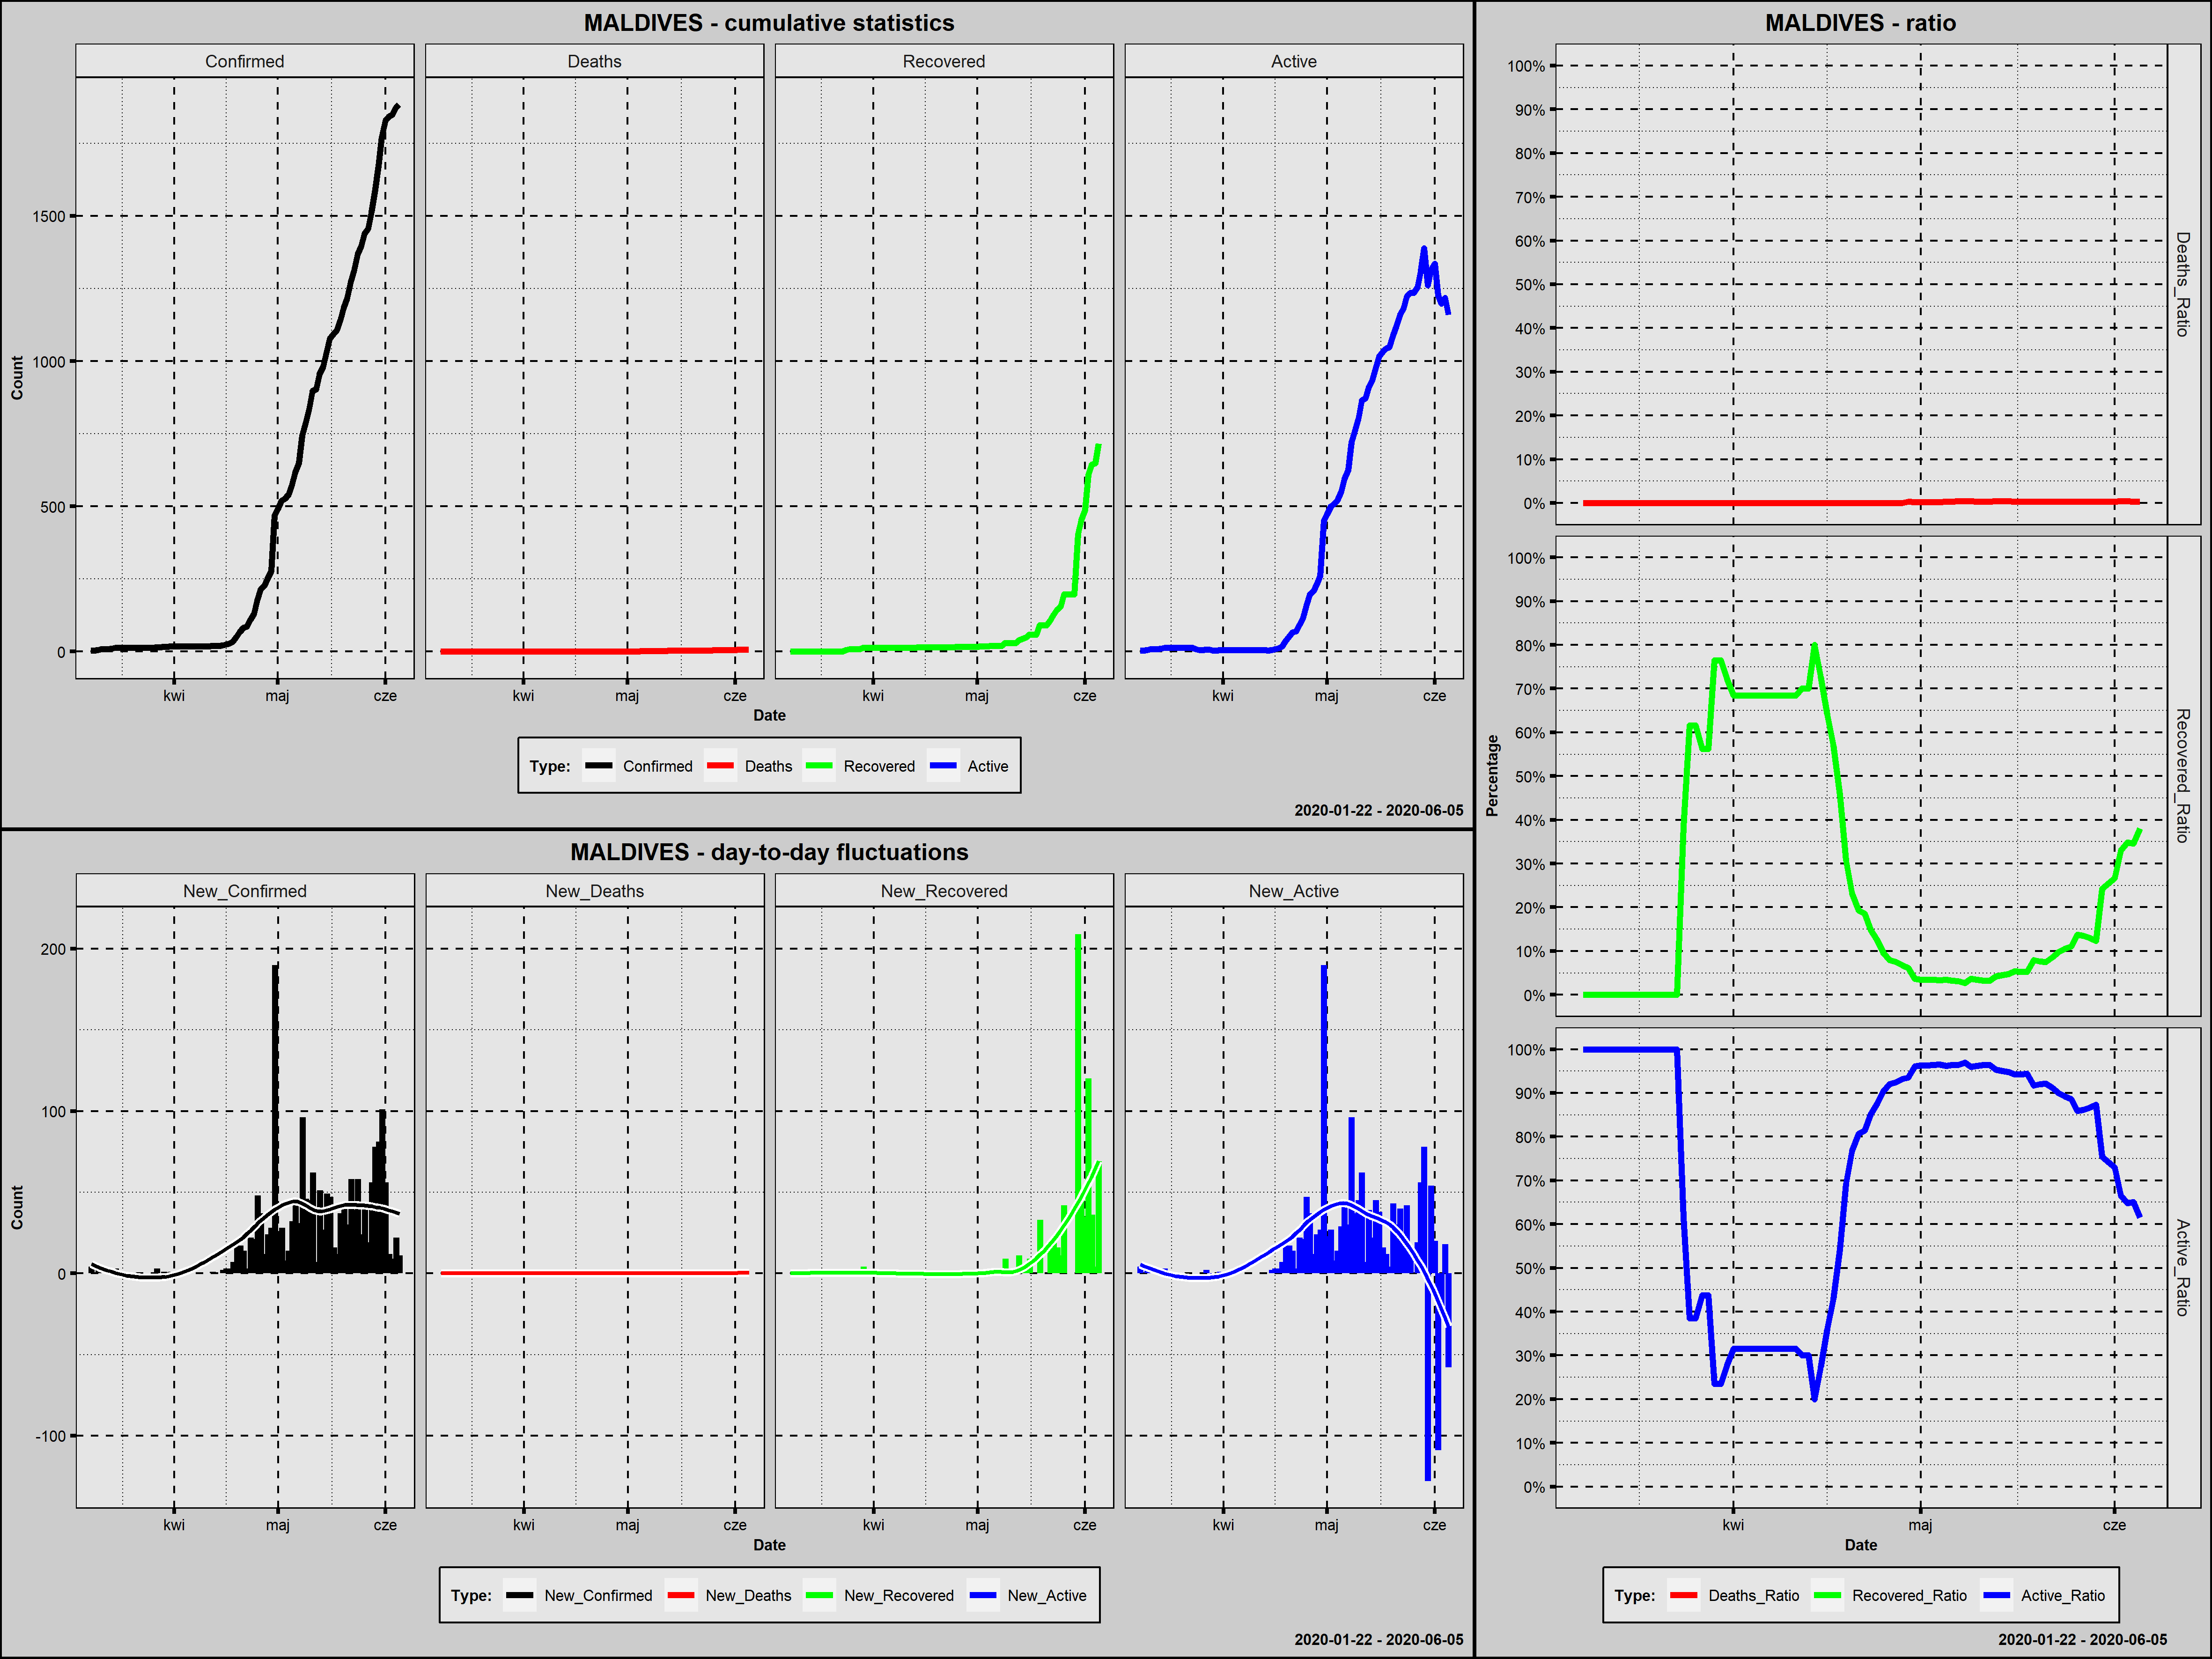 MALDIVES - cumulative statistics
Confirmed Deaths Recovered Active
Count
1500
1000
500
0
kwi maj cze kwi maj cze kwi maj cze kwi maj cze
Date
Type: Confirmed Deaths Recovered Active
2020-01-22 - 2020-06-05
MALDIVES - day-to-day fluctuations
New_Confirmed New_Deaths New_Recovered New_Active
Count
200
100
0
-100
kwi maj cze kwi maj cze kwi maj cze kwi maj cze
Date
Type: New_Confirmed New_Deaths New_Recovered New_Active
2020-01-22 - 2020-06-05
MALDIVES - ratio
Percentage
100%
90%
80%
70%
60%
50%
40%
30%
20%
10%
0%
Deaths_Ratio
100%
90%
80%
70%
60%
50%
40%
30%
20%
10%
0%
Recovered_Ratio
100%
90%
80%
70%
60%
50%
40%
30%
20%
10%
0%
Active_Ratio
kwi maj cze
Date
Type: Deaths_Ratio Recovered_Ratio Active_Ratio
2020-01-22 - 2020-06-05